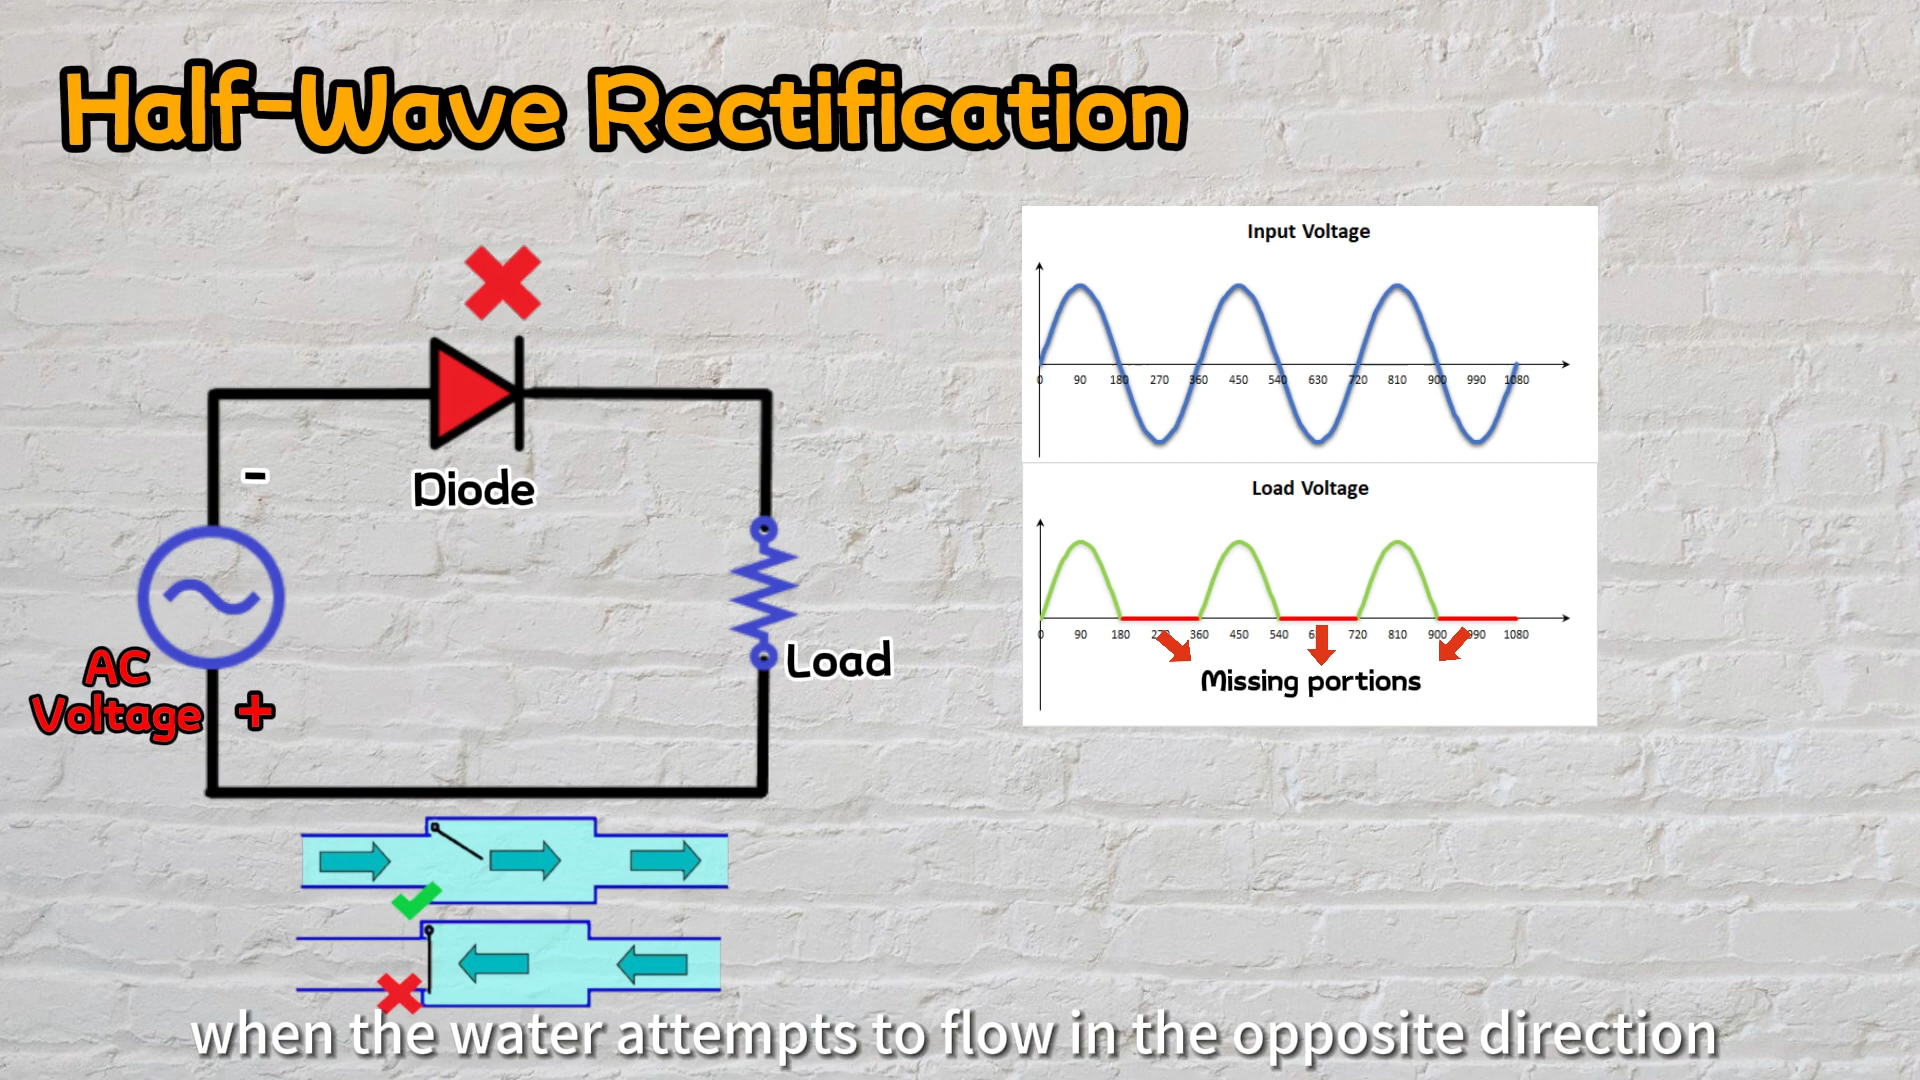 Half-Wave Rectification
Input Voltage
0 90 180 270 360 450 540 630 720 810 900 990 1080
Diode
-
Load Voltage
0 90 180 360 450 540 720 810 900 990 1080
Missing portions
Load
AC
Voltage +
when the water attempts to flow in the opposite direction